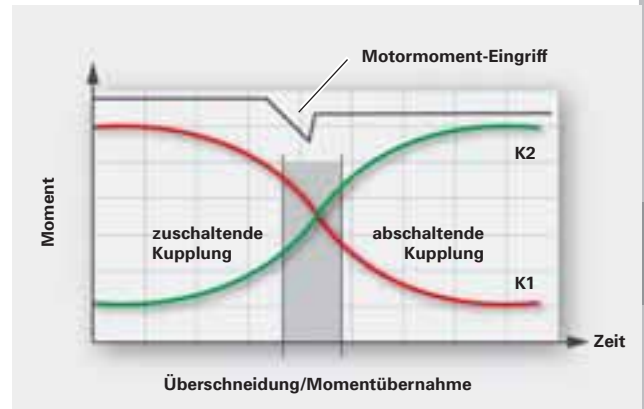 Motormoment-Eingriff
Moment
K2
zuschaltende
Kupplung
abschaltende
Kupplung
K1
Zeit
Überschneidung/Momentübernahme